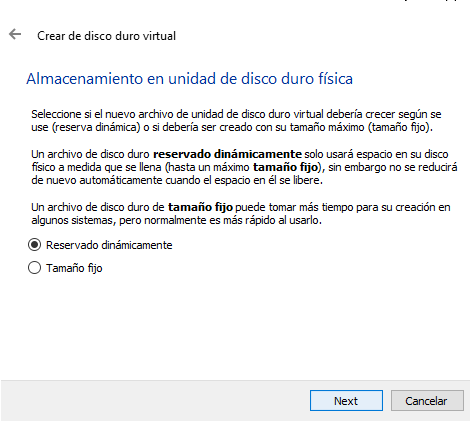 Crear de disco duro virtual
Almacenamiento en unidad de disco duro física
Seleccione si el nuevo archivo de unidad de disco duro virtual debería crecer según se
use (reserva dinámica) o si debería ser creado con su tamaño máximo (tamaño fijo).
Un archivo de disco duro reservado dinámicamente solo usará espacio en su disco
físico a medida que se llena (hasta un máximo tamaño fijo), sin embargo no se reducirá
de nuevo automáticamente cuando el espacio en él se libere.
Un archivo de disco duro de tamaño fijo puede tomar más tiempo para su creación en
algunos sistemas, pero normalmente es más rápido al usarlo.
Reservado dinámicamente
Tamaño fijo
Next Cancelar